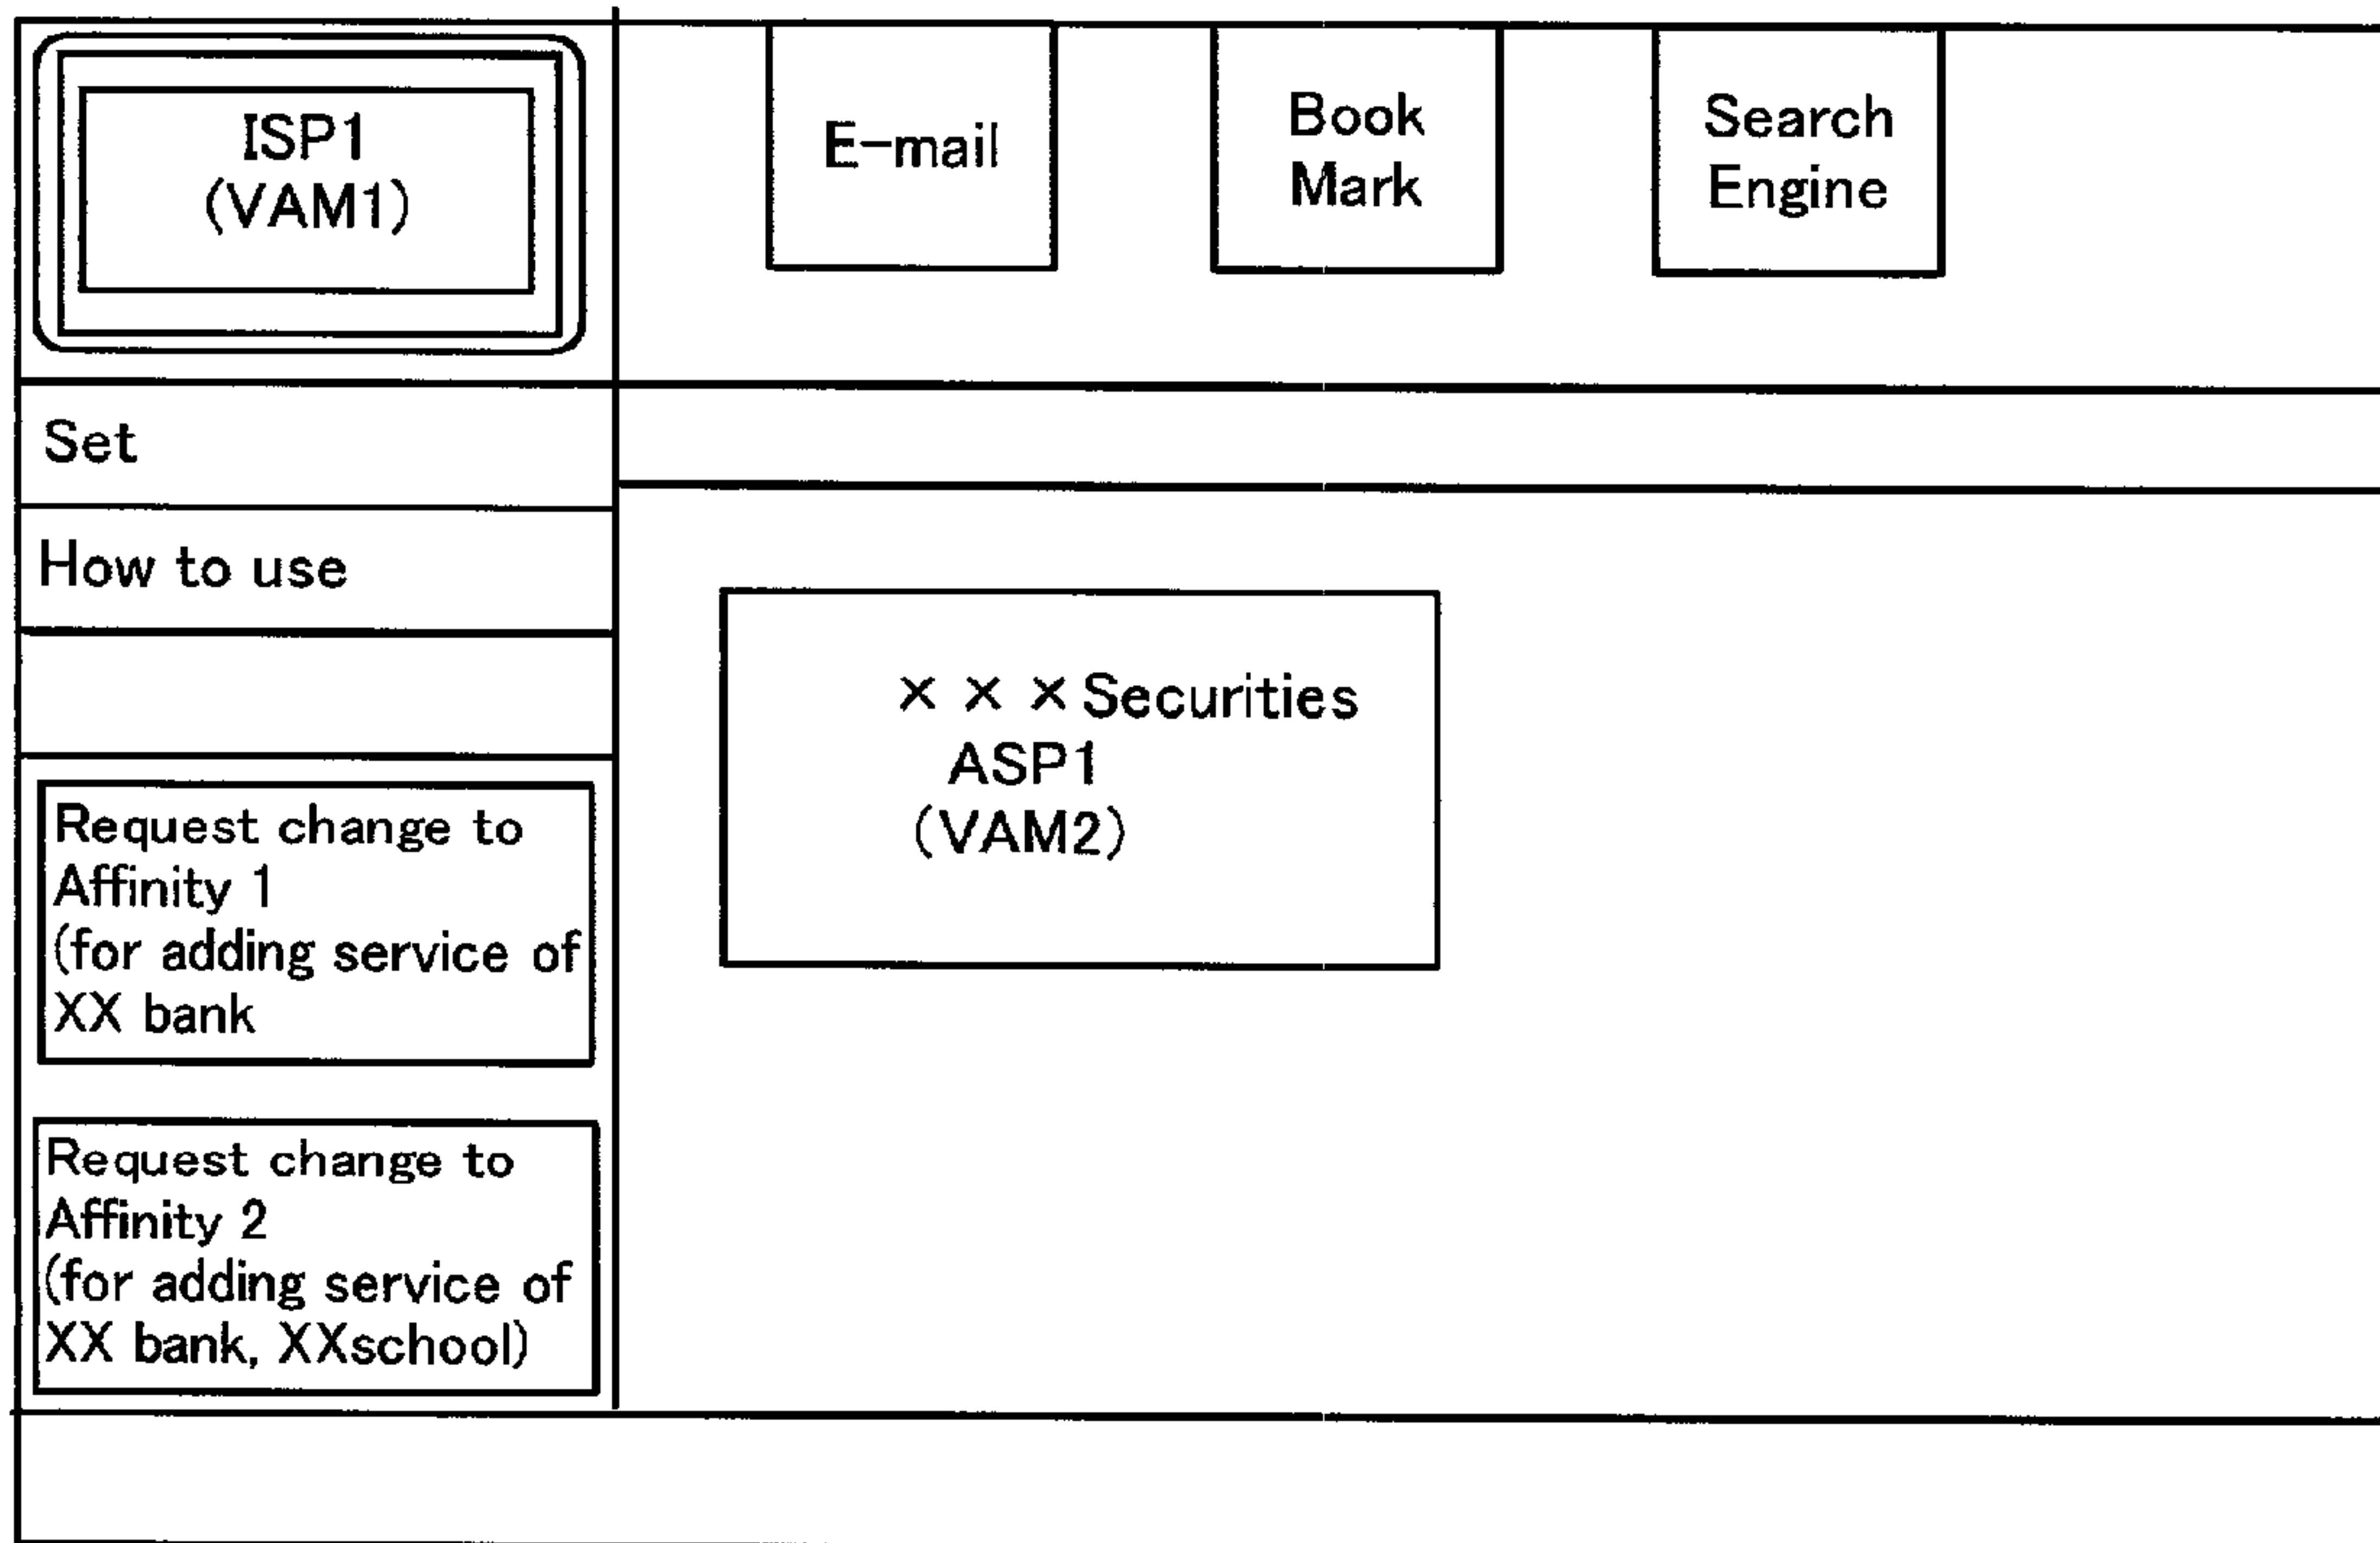 ISP1
(VAM1)
E-mail
Book
Mark
Search
Engine
Set
How to use
Request change to
Affinity 1
(for adding service of
XX bank
Request change to
Affinity 2
(for adding service of
XX bank, XXschool)
× × × Securities
ASP1
(VAM2)